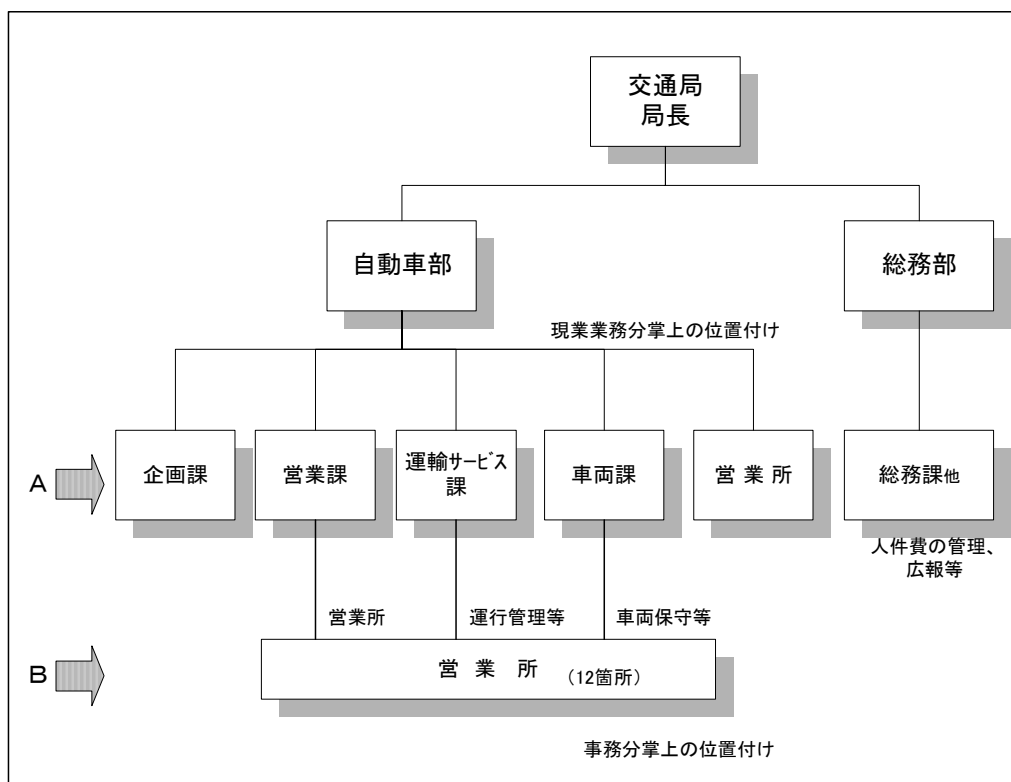 交通局
局長
自動車部
総務部
現業業務分掌上の位置付け
A
企画課
営業課
運輸サービス
課
車両課
営 業 所
総務課他
人件費の管理、
広報等
営業所
運行管理等
車両保守等
B
営 業 所 （12箇所）
事務分掌上の位置付け